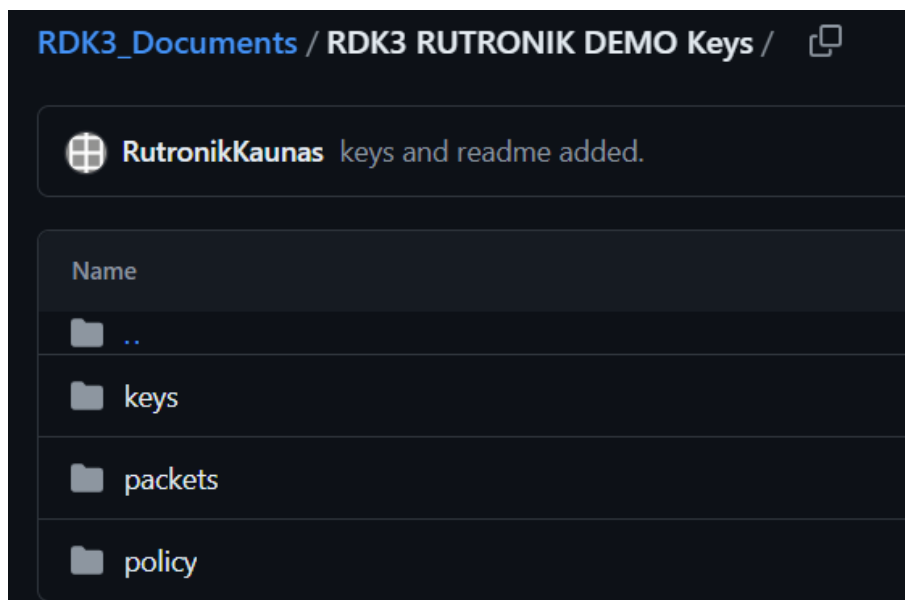 RDK3_Documents / RDK3 RUTRONIK DEMO Keys /
RutronikKaunas keys and readme added.
Name
..
keys
packets
policy